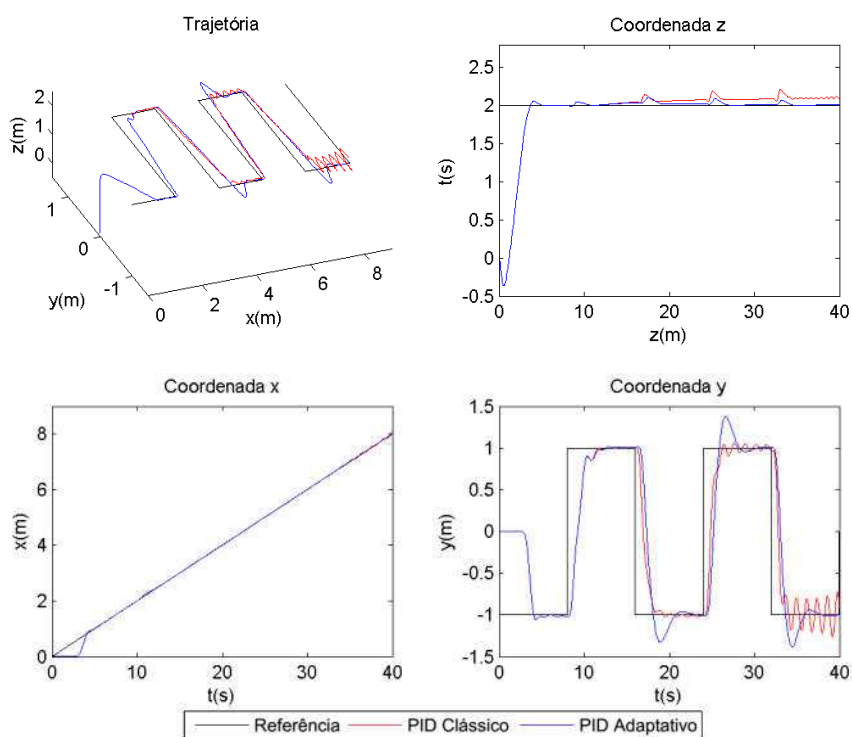 Trajetória
2
1
0
z(m)
1
0
-1
y(m)
0
2
4
6
8
x(m)
Coordenada z
2.5
2
1.5
1
0.5
0
-0.5
t(s)
0
10
20
30
40
z(m)
Coordenada x
8
6
4
2
0
x(m)
0
10
20
30
40
t(s)
Coordenada y
1.5
1
0.5
0
-0.5
-1
-1.5
y(m)
0
10
20
30
40
t(s)
Referência
PID Clássico
PID Adaptativo